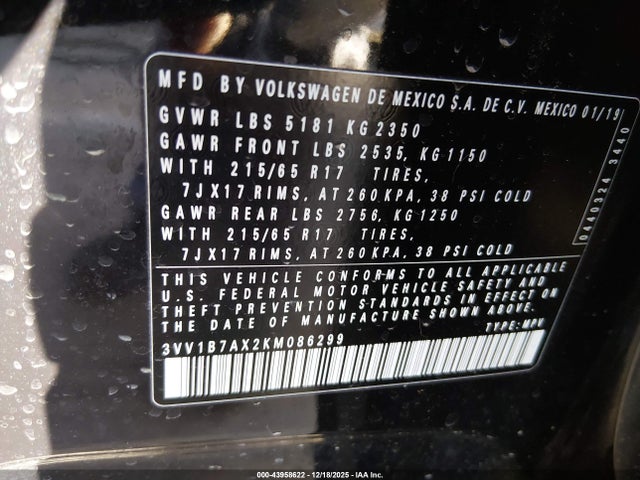 MFD BY VOLKSWAGEN DE MEXICO S.A. DE C.V. MEXICO 01/19
GVWR LBS 5181 KG 2350
GAWR FRONT LBS 2535, KG 1150
WITH 215/65 R17 TIRES,
7JX17 RIMS, AT 260 KPA, 38 PSI COLD
GAWR REAR LBS 2756, KG 1250
WITH 215/65 R17 TIRES,
7JX17 RIMS, AT 260 KPA, 38 PSI COLD
0440324 3440
THIS VEHICLE CONFORMS TO ALL APPLICABLE
U.S. FEDERAL MOTOR VEHICLE SAFETY AND
THEFT PREVENTION STANDARDS IN EFFECT ON
THE DATE OF MANUFACTURE SHOWN ABOVE.
TYPE: MPV
3VV1B7AX2KM086299
000-43958622 - 12/18/2025 - IAA Inc.